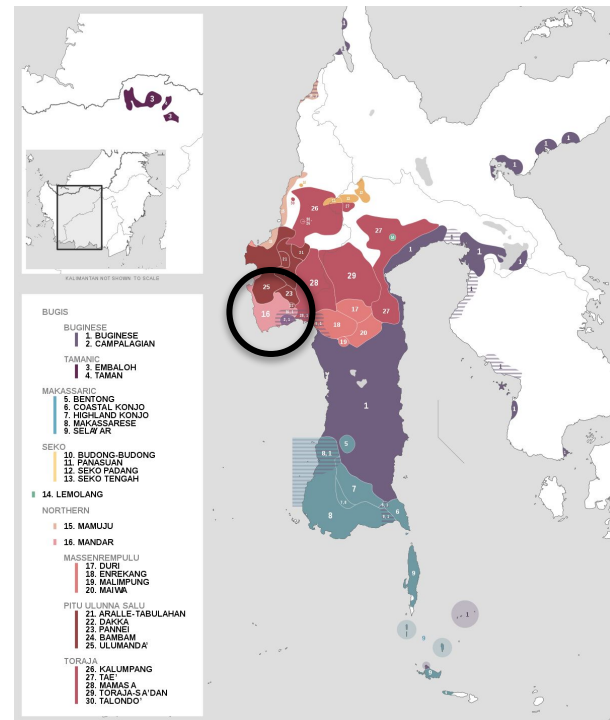 KALIMANTAN NOT SHOWN TO SCALE
BUGIS
BUGINESE
1. BUGINESE
2. CAMPALAGIAN
TAMANIC
3. EMBALOH
4. TAMAN
MAKASSARIC
5. BENTONG
6. COASTAL KONJO
7. HIGHLAND KONJO
8. MAKASSARESE
9. SELAYAR
SEKO
10. BUDONG-BUDONG
11. PANASUAN
12. SEKO PADANG
13. SEKO TENGAH
14. LEMOLANG
NORTHERN
15. MAMUJU
16. MANDAR
MASSENREMPULU
17. DURI
18. ENREKANG
19. MALIMPUNG
20. MAIWA
PITU ULUNNA SALU
21. ARALLE-TABULAHAN
22. DAKKA
23. PANNEI
24. BAMBAM
25. ULUMANDA'
TORAJA
26. KALUMPANG
27. TAE'
28. MAMASA
29. TORAJA-SA'DAN
30. TALONDO'
3
3
1
1
1
26
27
27
1
1
1
29
28
25
23
16
17
18
20
19
27
1
1
5
8, 1
7
8
6
9
1